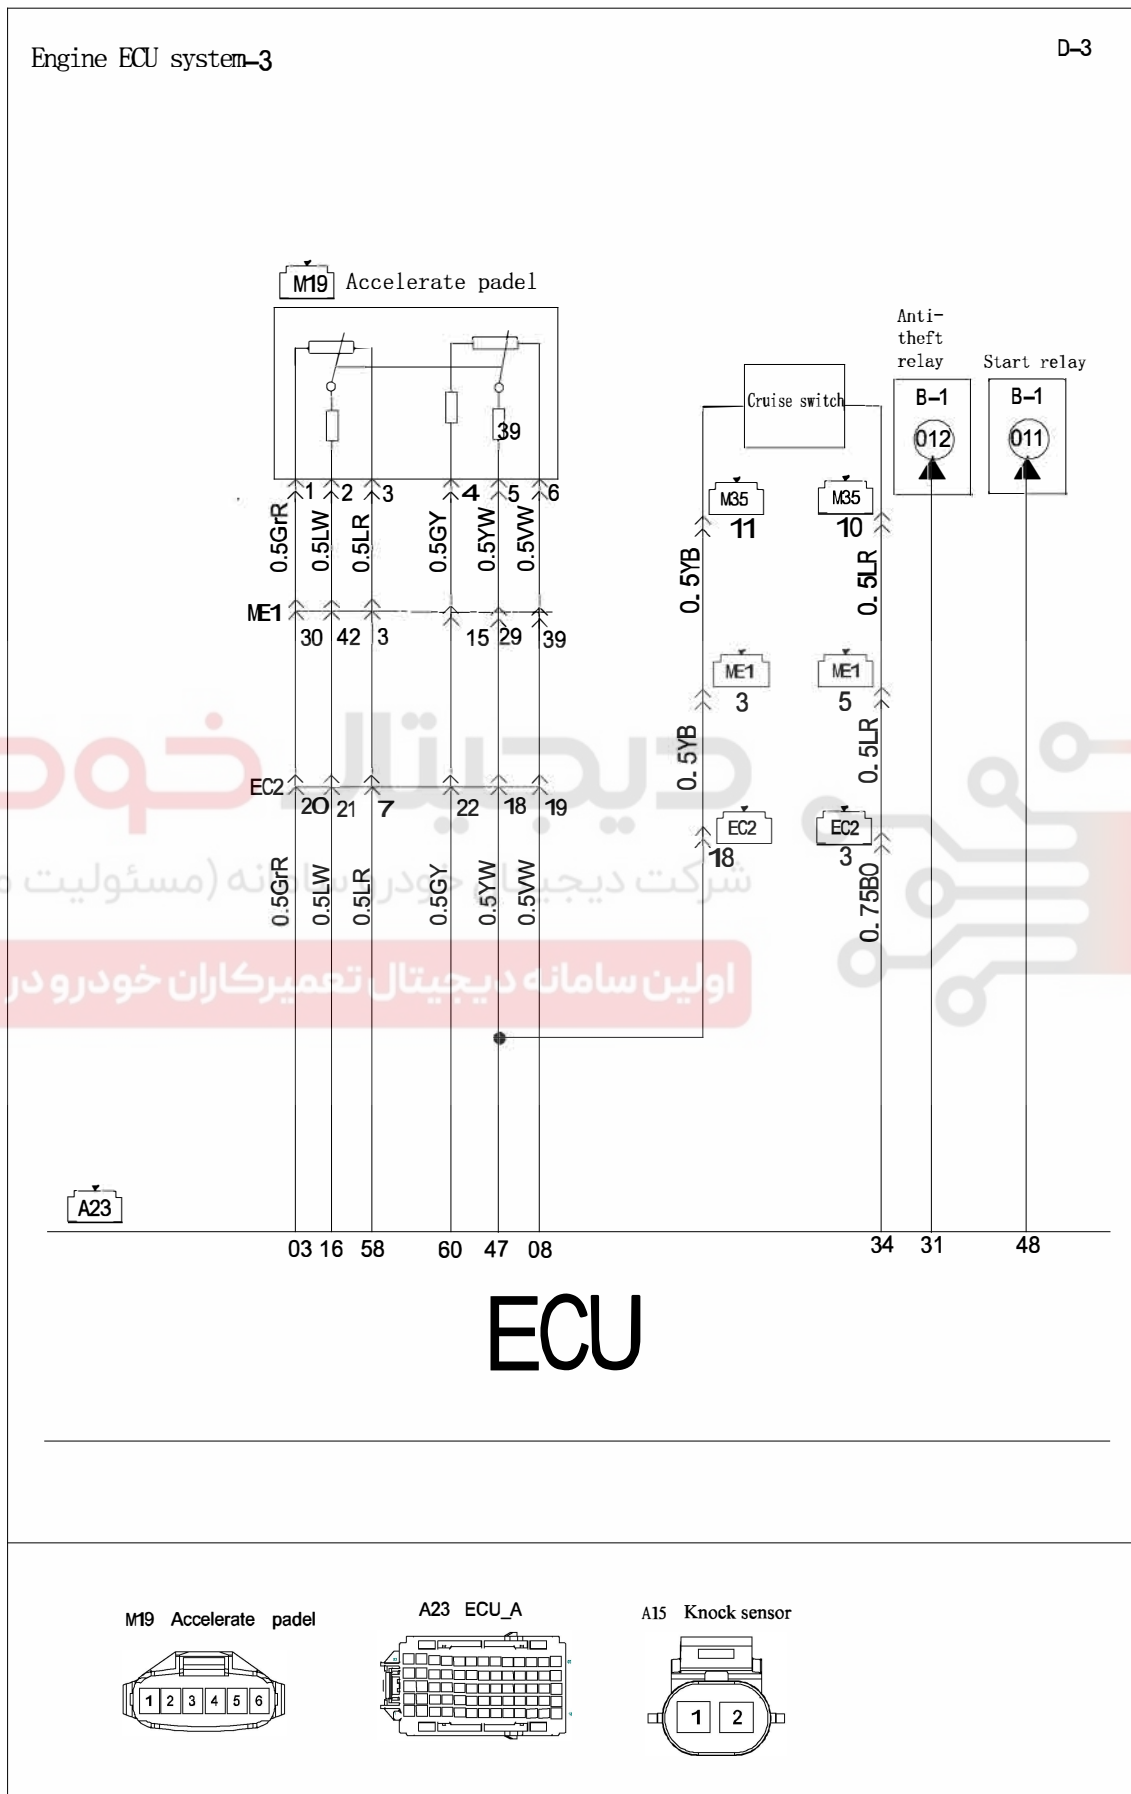 Engine ECU system-3
D-3
M19 Accelerate padel
39
1 2 3 4 5 6
0.5GrR 0.5LW 0.5LR 0.5GY 0.5YW 0.5VW
ME1
30 42 3 15 29 39
EC2
20 21 7 22 18 19
0.5GrR 0.5LW 0.5LR 0.5GY 0.5YW 0.5VW
Cruise switch
M35
11
M35
10
0.5YB
0.5LR
ME1
3
ME1
5
0.5YB
0.5LR
EC2
18
EC2
3
0.75BO
Anti-
theft
relay
B-1
012
Start relay
B-1
011
دیجیتال خود
شرکت دیجیتال خودرو سامانه (مسئولیت
اولین سامانه دیجیتال تعمیرکاران خودرو در
A23
03 16 58 60 47 08 34 31 48
ECU
M19 Accelerate padel
1 2 3 4 5 6
A23 ECU_A
A15 Knock sensor
1 2